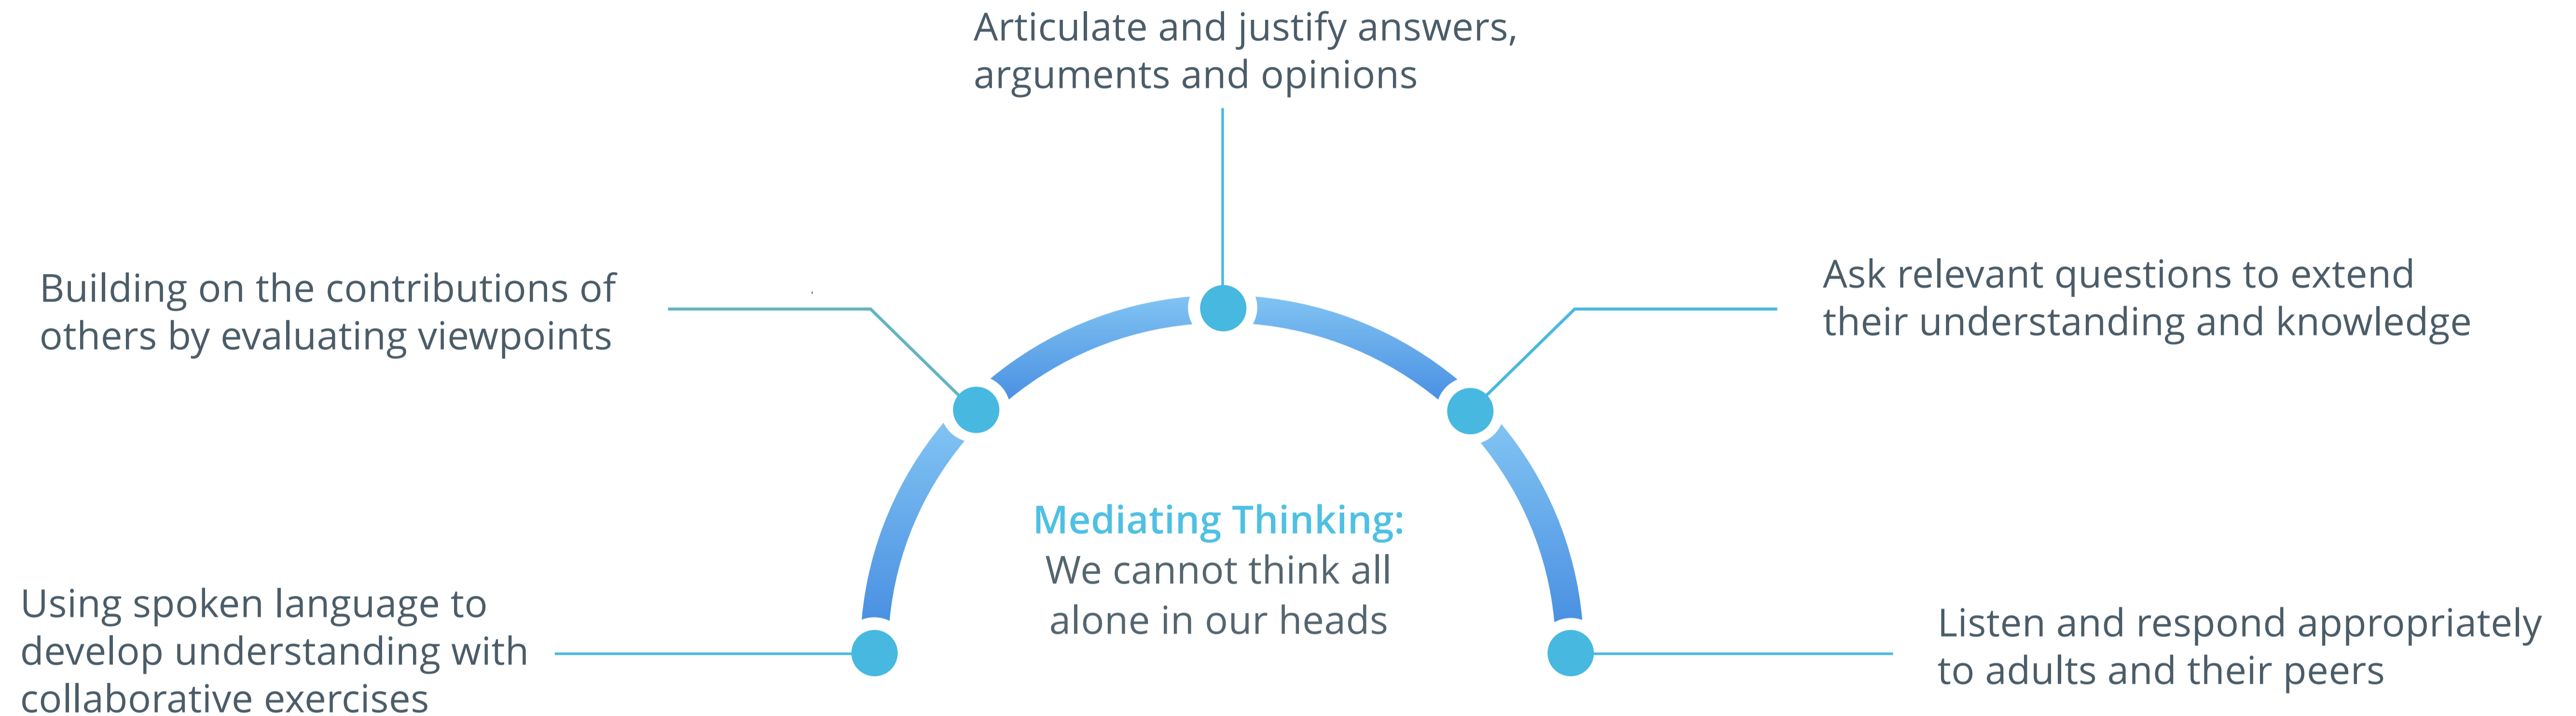 Articulate and justify answers,
arguments and opinions
Building on the contributions of
others by evaluating viewpoints
Ask relevant questions to extend
their understanding and knowledge
Mediating Thinking:
We cannot think all
alone in our heads
Using spoken language to
develop understanding with
collaborative exercises
Listen and respond appropriately
to adults and their peers